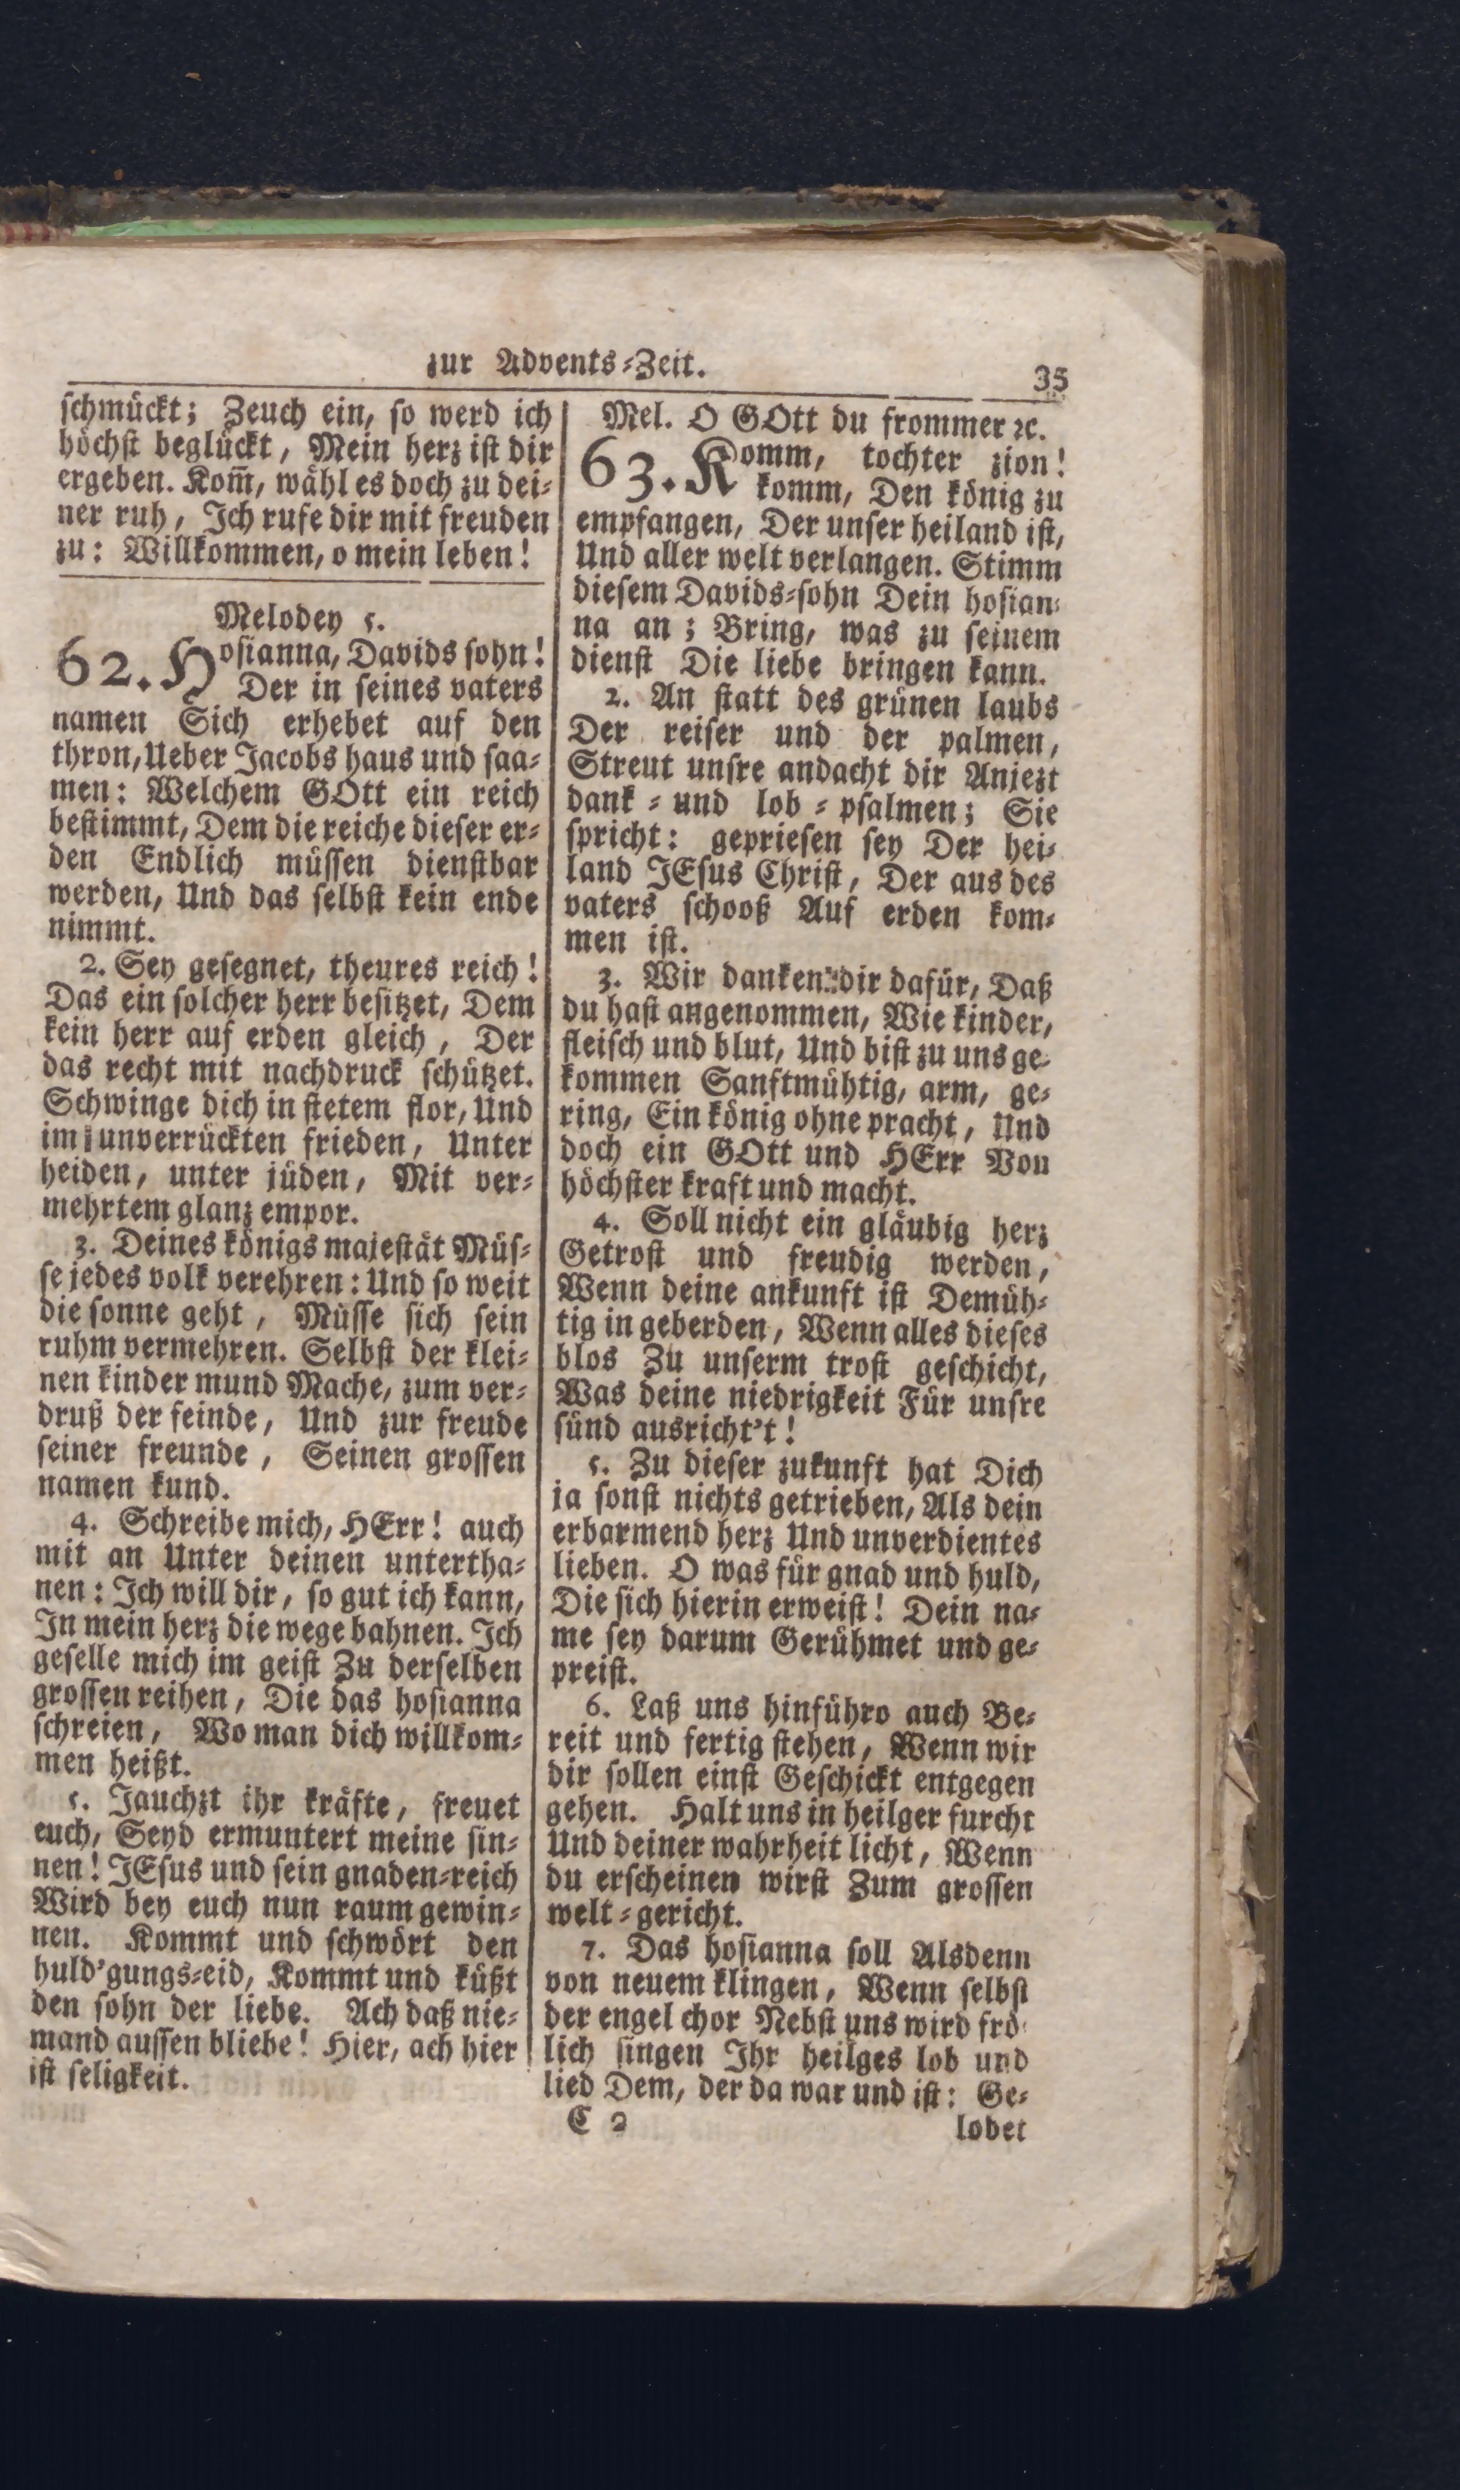 zur Advents-Zeit.
35
schmückt; Zeuch ein, so werd ich
höchst beglückt, Mein herz ist dir
ergeben. Kom̅, wähl es doch zu dei-
ner ruh, Ich rufe dir mit freuden
zu: Willkommen, o mein leben!
Melodey 5.
62. Hosianna, Davids sohn!
Der in seines vaters
namen Sich erhebet auf den
thron, Ueber Jacobs haus und saa-
men: Welchem GOtt ein reich
bestimmt, Dem die reiche dieser er-
den Endlich müssen dienstbar
werden, Und das selbst kein ende
nimmt.
2. Sey gesegnet, theures reich!
Das ein solcher herr besitzet, Dem
kein herr auf erden gleich, Der
das recht mit nachdruck schützet.
Schwinge dich in stetem flor, Und
im unverrückten frieden, Unter
heiden, unter jüden, Mit ver-
mehrtem glanz empor.
3. Deines königs majestät Müs-
se jedes volk verehren: Und so weit
die sonne geht, Müsse sich sein
ruhm vermehren. Selbst der klei-
nen kinder mund Mache, zum ver-
druß der feinde, Und zur freude
seiner freunde, Seinen grossen
namen kund.
4. Schreibe mich, HErr! auch
mit an Unter deinen untertha-
nen: Ich will dir, so gut ich kann,
In mein herz die wege bahnen. Ich
geselle mich im geist Zu derselben
grossen reihen, Die das hosianna
schreien, Wo man dich willkom-
men heißt.
5. Jauchzt ihr kräfte, freuet
euch, Seyd ermuntert meine sin-
nen! JEsus und sein gnaden-reich
Wird bey euch nun raum gewin-
nen. Kommt und schwört den
huld'gungs-eid, Kommt und küßt
den sohn der liebe. Ach daß nie-
mand aussen bliebe! Hier, ach hier
ist seligkeit.
Mel. O GOtt du frommer ꝛc.
63. Komm, tochter zion!
komm, Den könig zu
empfangen, Der unser heiland ist,
Und aller welt verlangen. Stimm
diesem Davids-sohn Dein hosian-
na an; Bring, was zu seinem
dienst Die liebe bringen kann.
2. An statt des grünen laubs
Der reiser und der palmen,
Streut unsre andacht dir Anjezt
dank- und lob-psalmen; Sie
spricht: gepriesen sey Der hei-
land JEsus Christ, Der aus des
vaters schooß Auf erden kom-
men ist.
3. Wir danken dir dafür, Daß
du hast angenommen, Wie kinder,
fleisch und blut, Und bist zu uns ge-
kommen Sanftmühtig, arm, ge-
ring, Ein könig ohne pracht, Und
doch ein GOtt und HErr Von
höchster kraft und macht.
4. Soll nicht ein gläubig herz
Getrost und freudig werden,
Wenn deine ankunft ist Demüh-
tig in geberden, Wenn alles dieses
blos Zu unserm trost geschicht,
Was deine niedrigkeit Für unsre
sünd ausricht't!
5. Zu dieser zukunft hat Dich
ja sonst nichts getrieben, Als dein
erbarmend herz Und unverdientes
lieben. O was für gnad und huld,
Die sich hierin erweist! Dein na-
me sey darum Gerühmet und ge-
preist.
6. Laß uns hinführo auch Be-
reit und fertig stehen, Wenn wir
dir sollen einst Geschickt entgegen
gehen. Halt uns in heilger furcht
Und deiner wahrheit licht, Wenn
du erscheinen wirst Zum grossen
welt-gericht.
7. Das hosianna soll Alsdenn
von neuem klingen, Wenn selbst
der engel chor Nebst uns wird frö-
lich singen Ihr heilges lob und
lied Dem, der da war und ist: Ge-
C 2
lobet